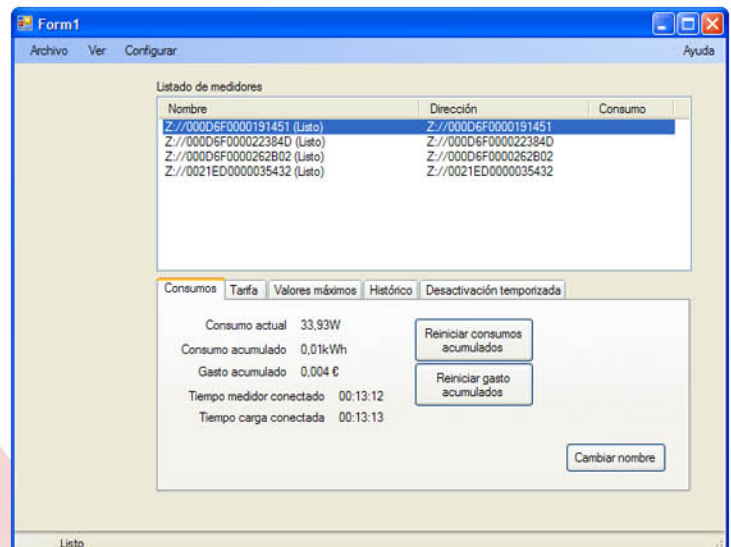 Form1
Archivo Ver Configurar Ayuda
Listado de medidores
Nombre Dirección Consumo
Z://000D6F0000191451 (Listo) Z://000D6F0000191451
Z://000D6F000022384D (Listo) Z://000D6F000022384D
Z://000D6F0000262B02 (Listo) Z://000D6F0000262B02
Z://0021ED0000035432 (Listo) Z://0021ED0000035432
Consumos Tarifa Valores máximos Histórico Desactivación temporizada
Consumo actual 33,93W
Consumo acumulado 0,01kWh
Gasto acumulado 0,004 €
Tiempo medidor conectado 00:13:12
Tiempo carga conectada 00:13:13
Reiniciar consumos
acumulados
Reiniciar gasto
acumulados
Cambiar nombre
Listo